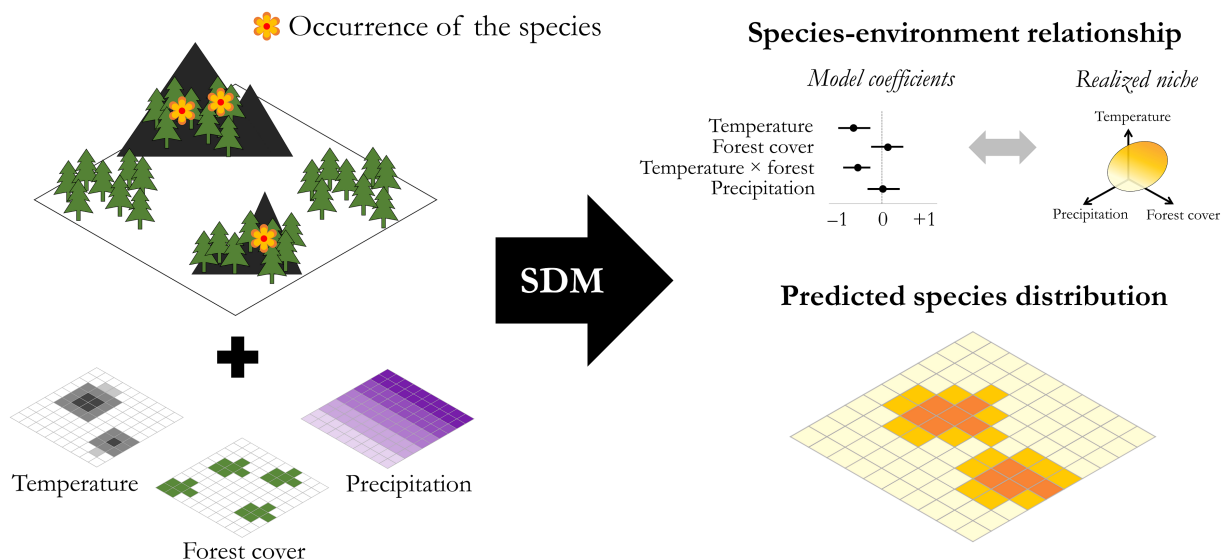 Occurrence of the species
Temperature
Forest cover
Precipitation
SDM
Species-environment relationship
Model coefficients
Temperature
Forest cover
Temperature × forest
Precipitation
−1 0 +1
Realized niche
Temperature
Precipitation
Forest cover
Predicted species distribution